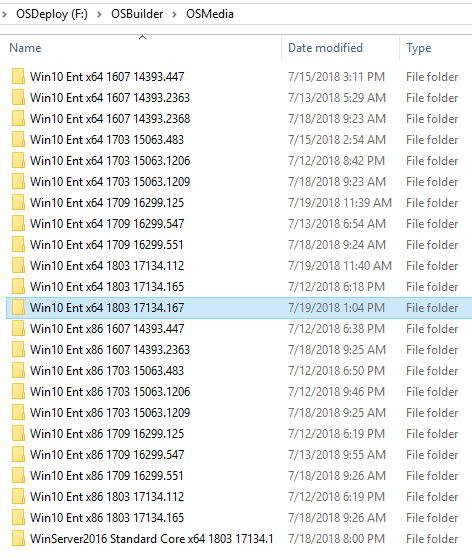 OSDeploy (F:) > OSBuilder > OSMedia
Name Date modified Type
Win10 Ent x64 1607 14393.447 7/15/2018 3:11 PM File folder
Win10 Ent x64 1607 14393.2363 7/13/2018 5:29 AM File folder
Win10 Ent x64 1607 14393.2368 7/18/2018 9:23 AM File folder
Win10 Ent x64 1703 15063.483 7/15/2018 2:54 AM File folder
Win10 Ent x64 1703 15063.1206 7/12/2018 8:42 PM File folder
Win10 Ent x64 1703 15063.1209 7/18/2018 9:23 AM File folder
Win10 Ent x64 1709 16299.125 7/19/2018 11:39 AM File folder
Win10 Ent x64 1709 16299.547 7/13/2018 6:54 AM File folder
Win10 Ent x64 1709 16299.551 7/18/2018 9:24 AM File folder
Win10 Ent x64 1803 17134.112 7/19/2018 11:40 AM File folder
Win10 Ent x64 1803 17134.165 7/12/2018 6:18 PM File folder
Win10 Ent x64 1803 17134.167 7/19/2018 1:04 PM File folder
Win10 Ent x86 1607 14393.447 7/12/2018 6:38 PM File folder
Win10 Ent x86 1607 14393.2363 7/18/2018 9:25 AM File folder
Win10 Ent x86 1703 15063.483 7/12/2018 6:50 PM File folder
Win10 Ent x86 1703 15063.1206 7/12/2018 9:46 PM File folder
Win10 Ent x86 1703 15063.1209 7/18/2018 9:25 AM File folder
Win10 Ent x86 1709 16299.125 7/12/2018 6:19 PM File folder
Win10 Ent x86 1709 16299.547 7/13/2018 9:55 AM File folder
Win10 Ent x86 1709 16299.551 7/18/2018 9:26 AM File folder
Win10 Ent x86 1803 17134.112 7/12/2018 6:19 PM File folder
Win10 Ent x86 1803 17134.165 7/18/2018 9:26 AM File folder
WinServer2016 Standard Core x64 1803 17134.1 7/18/2018 8:00 PM File folder